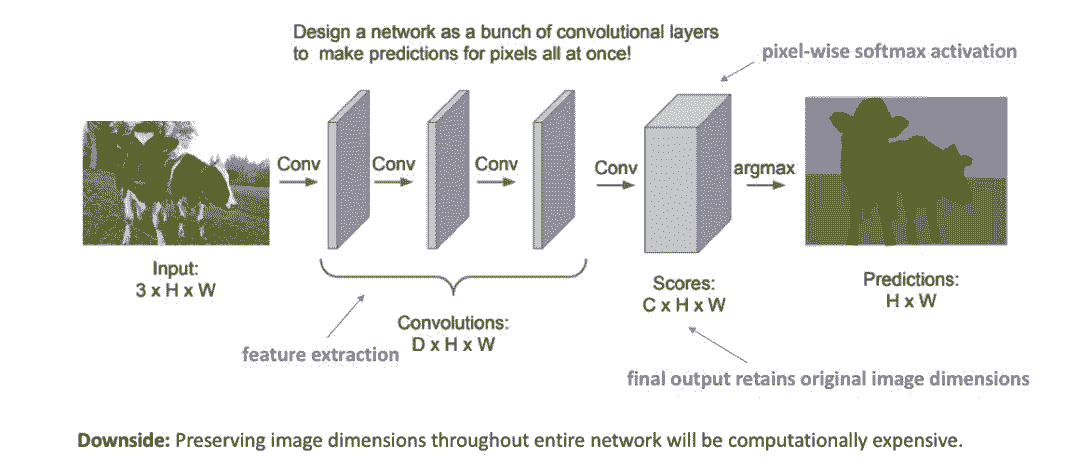 Design a network as a bunch of convolutional layers
to make predictions for pixels all at once!
pixel-wise softmax activation
Conv
Conv
Conv
Conv
argmax
Input:
3 x H x W
Convolutions:
D x H x W
feature extraction
Scores:
C x H x W
Predictions:
H x W
final output retains original image dimensions
Downside: Preserving image dimensions throughout entire network will be computationally expensive.